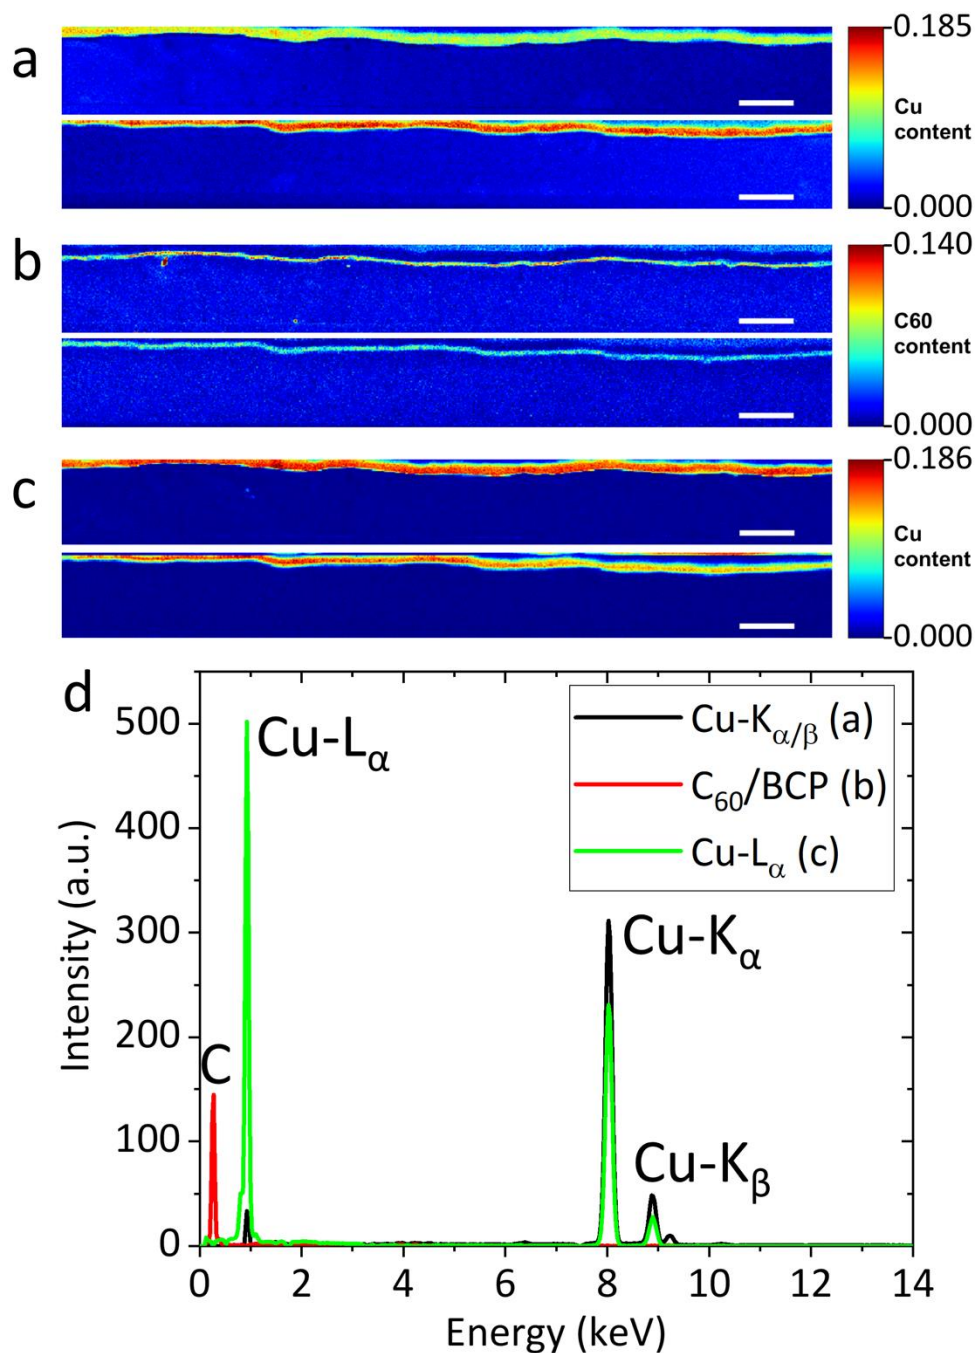 a
0.185
Cu
content
0.000
b
0.140
C60
content
0.000
c
0.186
Cu
content
0.000
d
Cu-Lα
Cu-Kα/β (a)
C60/BCP (b)
Cu-Lα (c)
Cu-Kα
C
Cu-Kβ
500
400
300
200
100
0
Intensity (a.u.)
0 2 4 6 8 10 12 14
Energy (keV)